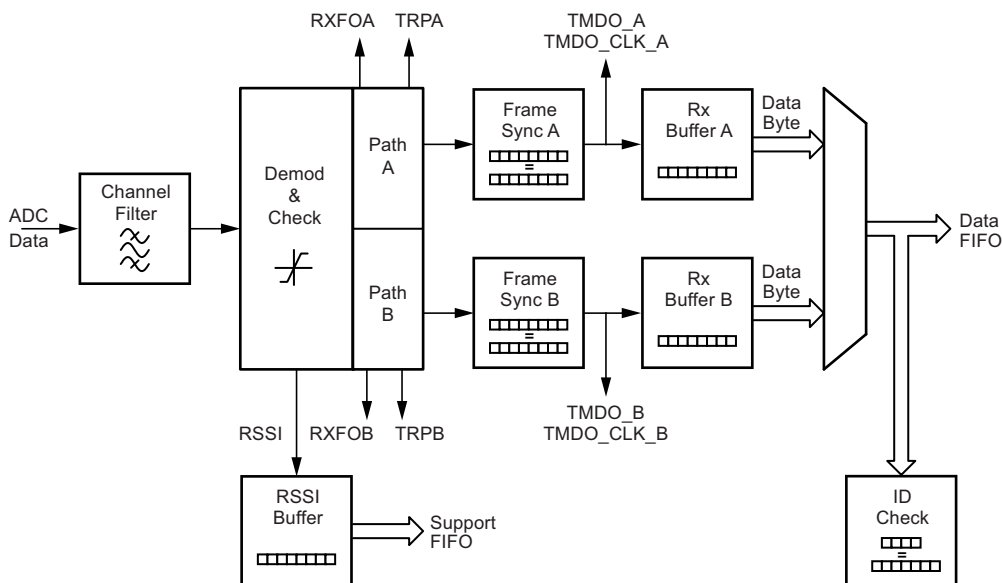 RXFOA
TRPA
TMDO_A
TMDO_CLK_A
ADC
Data
Channel
Filter
Demod
&
Check
Path
A
Path
B
Frame
Sync A
=
Rx
Buffer A
Data
Byte
Frame
Sync B
=
Rx
Buffer B
Data
Byte
Data
FIFO
RSSI
RXFOB
TRPB
TMDO_B
TMDO_CLK_B
RSSI
Buffer
Support
FIFO
ID
Check
=